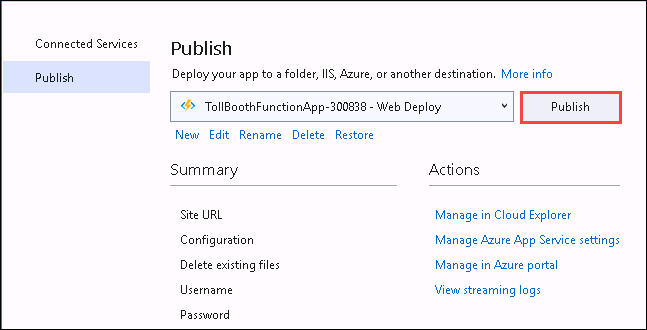 Connected Services
Publish
Publish
Deploy your app to a folder, IIS, Azure, or another destination. More info
TollBoothFunctionApp-300838 - Web Deploy
Publish
New Edit Rename Delete Restore
Summary
Actions
Site URL
Manage in Cloud Explorer
Configuration
Manage Azure App Service settings
Delete existing files
Manage in Azure portal
Username
View streaming logs
Password